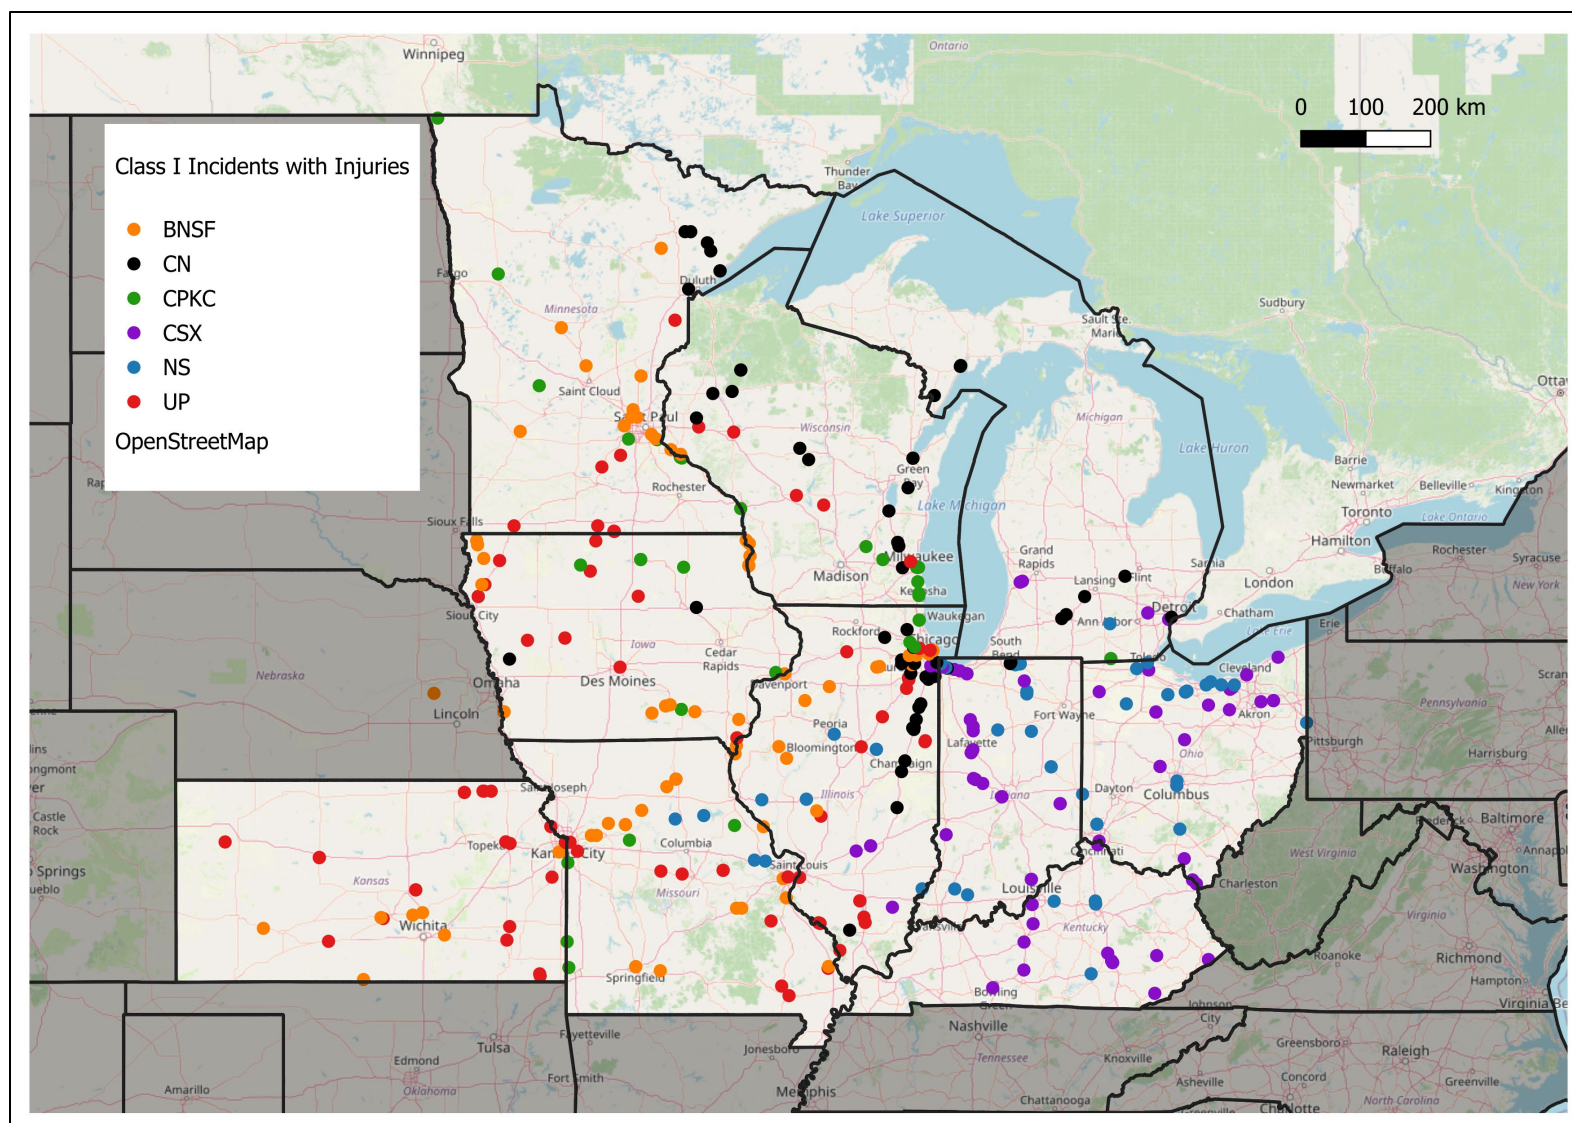 Winnipeg
Ontario
0 100 200 km
Class I Incidents with Injuries
BNSF
CN
CPKC
CSX
NS
UP
OpenStreetMap
Thunder
Bay
Lake Superior
Fargo
Duluth
Minnesota
Sault Ste.
Marie
Sudbury
Saint Cloud
Michigan
Wisconsin
Lake Huron
Barrie
Green
Bay
Newmarket
Belleville
Kingston
Rochester
Lake Michigan
Toronto
Lake Ontario
Sioux Falls
Hamilton
Rochester
Syracuse
Milwaukee
Grand
Rapids
Sarnia
Buffalo
New York
Madison
Lansing
Flint
London
Kenosha
Sioux City
Waukegan
Ann Arbor
Detroit
Chatham
Rockford
Chicago
Lake Erie
Erie
Iowa
Cedar
Rapids
South
Bend
Toledo
Cleveland
Nebraska
Omaha
Des Moines
Davenport
Lincoln
Peoria
Fort Wayne
Akron
Pennsylvania
Bloomington
Lafayette
Pittsburgh
Ohio
Harrisburg
Champaign
Saint Joseph
Illinois
Indiana
Dayton
Columbus
Castle
Rock
Baltimore
Topeka
Kansas City
Columbia
Cincinnati
West Virginia
Springs
Saint Louis
Washington
Kansas
Missouri
Louisville
Charleston
Wichita
Kentucky
Virginia
Roanoke
Richmond
Springfield
Hampton
Bowling
Green
Virginia Be
Johnson
City
Fayetteville
Nashville
Tulsa
Greensboro
Jonesboro
Tennessee
Knoxville
Raleigh
Edmond
Fort Smith
Asheville
Concord
Greenville
Amarillo
Oklahoma
Memphis
Chattanooga
Greenville
Charlotte
North Carolina